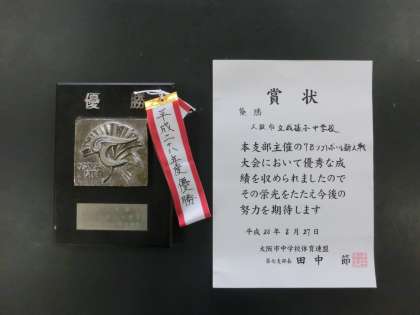 優勝
平成二八年度優勝
賞状
優勝
大阪市立我孫子中学校
本支部主催の7Bソフトボール新人戦
大会において優秀な成
績を収められましたので
その栄光をたたえ今後の
努力を期待します
平成28年8月27日
大阪市中学校体育連盟
第七支部長 田中 節